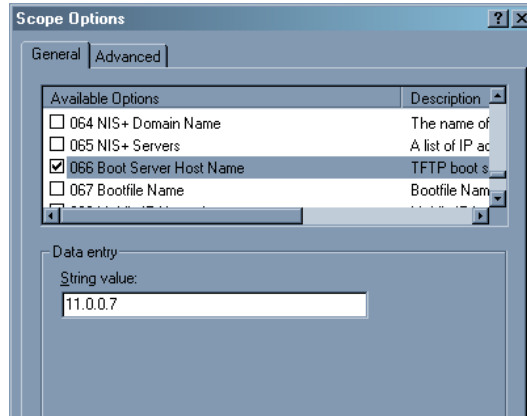 Scope Options
General Advanced
Available Options Description
064 NIS+ Domain Name The name of
065 NIS+ Servers A list of IP ad
066 Boot Server Host Name TFTP boot s
067 Bootfile Name Bootfile Nam
Data entry
String value:
11.0.0.7